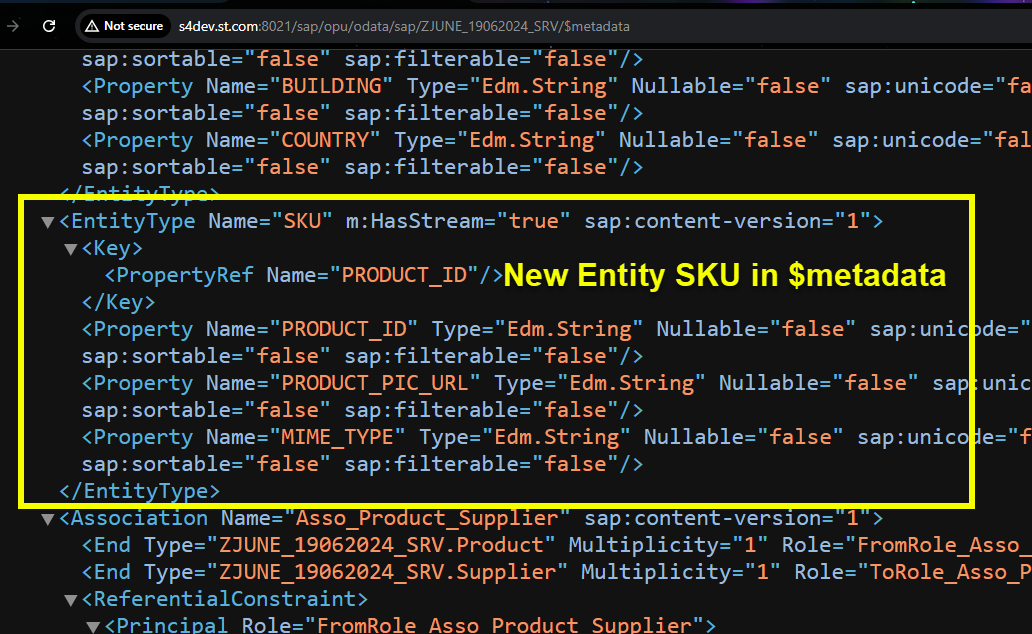 Not secure s4dev.st.com:8021/sap/opu/odata/sap/ZJUNE_19062024_SRV/$metadata
sap:sortable="false" sap:filterable="false"/>
<Property Name="BUILDING" Type="Edm.String" Nullable="false" sap:unicode="fa
sap:sortable="false" sap:filterable="false"/>
<Property Name="COUNTRY" Type="Edm.String" Nullable="false" sap:unicode="fal
sap:sortable="false" sap:filterable="false"/>
</EntityType>
▼<EntityType Name="SKU" m:HasStream="true" sap:content-version="1">
▼<Key>
<PropertyRef Name="PRODUCT_ID"/>New Entity SKU in $metadata
</Key>
<Property Name="PRODUCT_ID" Type="Edm.String" Nullable="false" sap:unicode="
sap:sortable="false" sap:filterable="false"/>
<Property Name="PRODUCT_PIC_URL" Type="Edm.String" Nullable="false" sap:unic
sap:sortable="false" sap:filterable="false"/>
<Property Name="MIME_TYPE" Type="Edm.String" Nullable="false" sap:unicode="f
sap:sortable="false" sap:filterable="false"/>
</EntityType>
▼<Association Name="Asso_Product_Supplier" sap:content-version="1">
<End Type="ZJUNE_19062024_SRV.Product" Multiplicity="1" Role="FromRole_Asso_
<End Type="ZJUNE_19062024_SRV.Supplier" Multiplicity="1" Role="ToRole_Asso_P
▼<ReferentialConstraint>
▼<Principal Role="FromRole_Asso_Product_Supplier">